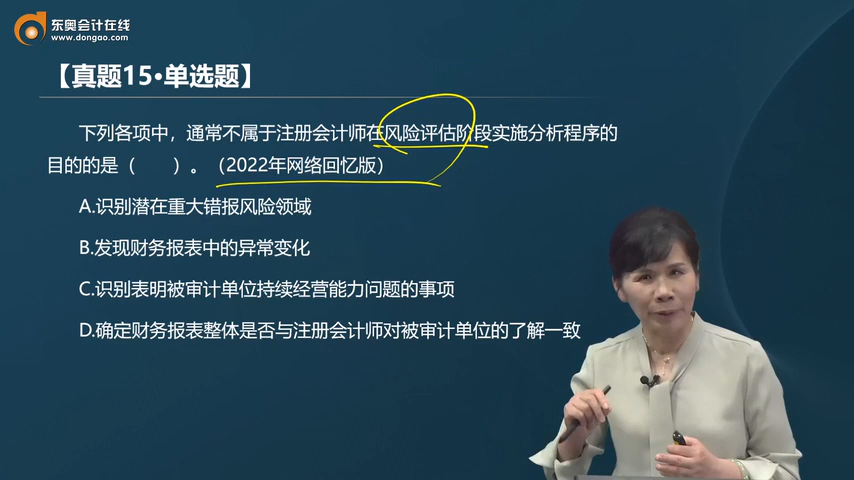 东奥会计在线
www.dongao.com
【真题15·单选题】
下列各项中，通常不属于注册会计师在风险评估阶段实施分析程序的
目的的是（　　）。（2022年网络回忆版）
A.识别潜在重大错报风险领域
B.发现财务报表中的异常变化
C.识别表明被审计单位持续经营能力问题的事项
D.确定财务报表整体是否与注册会计师对被审计单位的了解一致